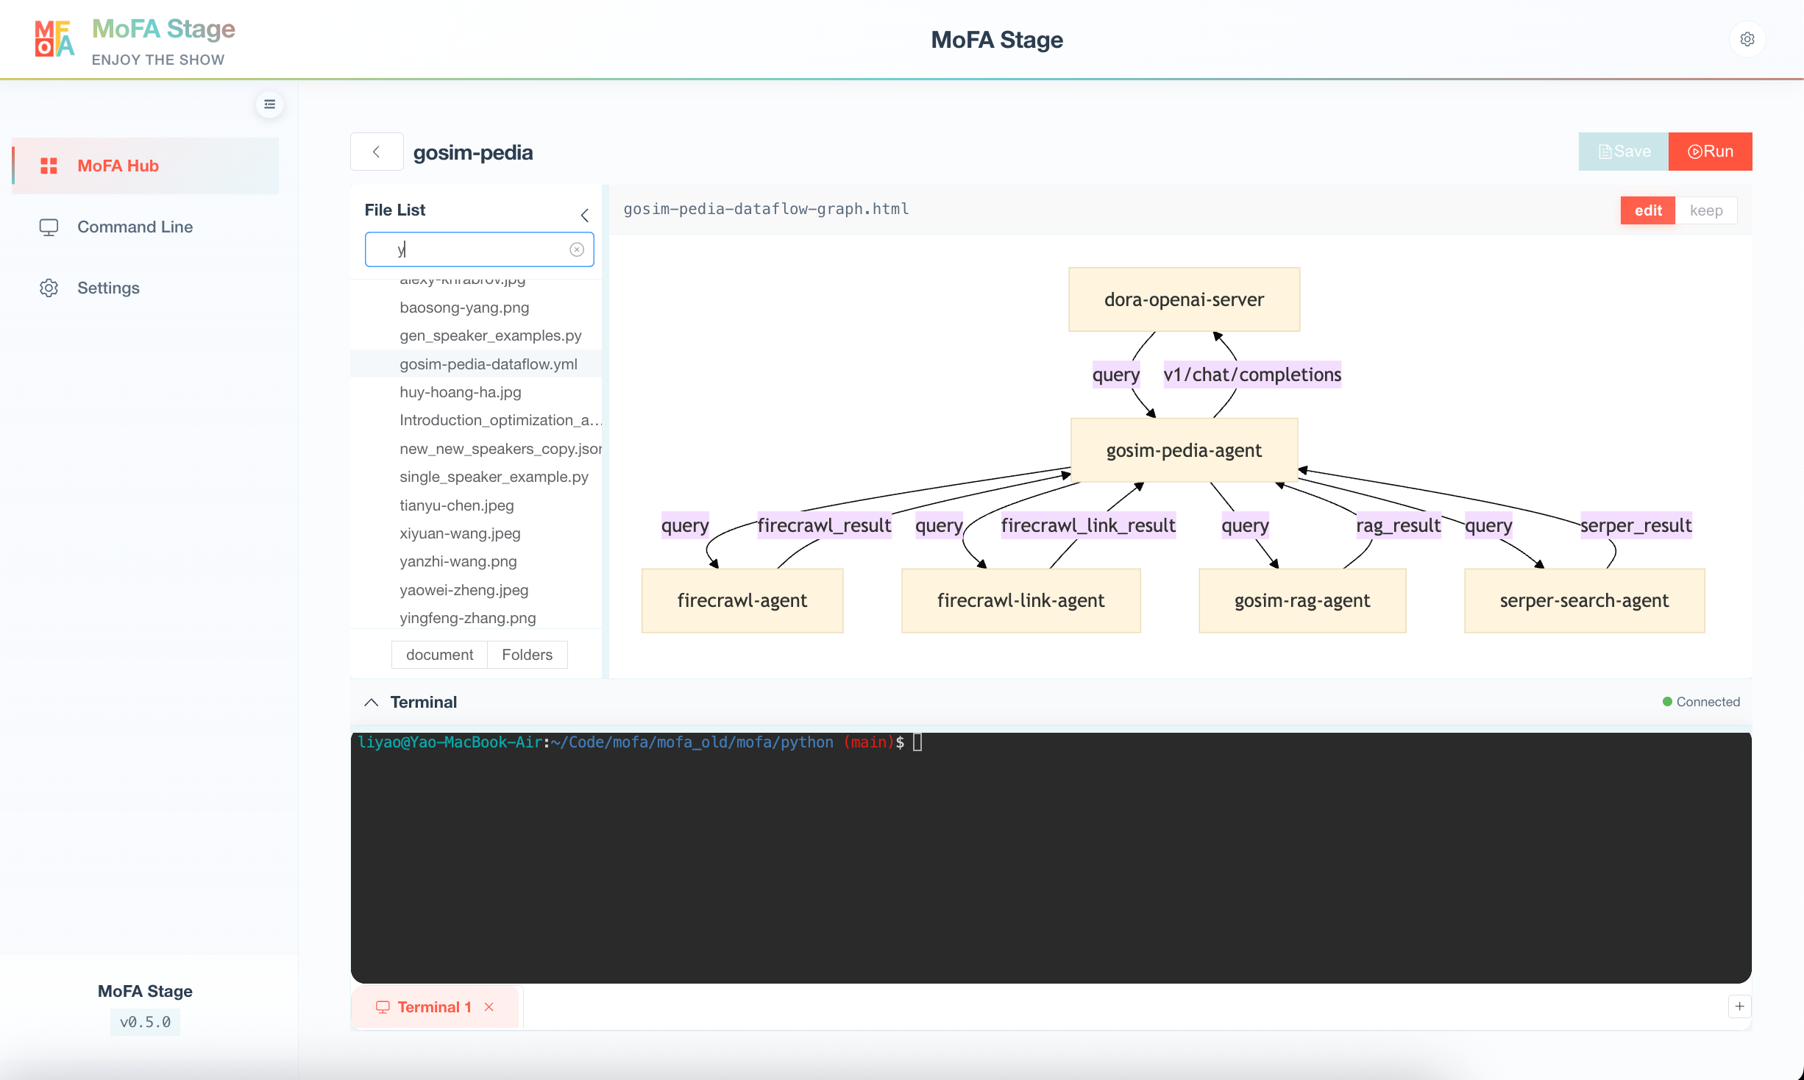 MOFA
MoFA Stage
ENJOY THE SHOW
MoFA Stage
MoFA Hub
Command Line
Settings
gosim-pedia
Save
Run
File List
y
alexy-khrabrov.jpg
baosong-yang.png
gen_speaker_examples.py
gosim-pedia-dataflow.yml
huy-hoang-ha.jpg
Introduction_optimization_a...
new_new_speakers_copy.json
single_speaker_example.py
tianyu-chen.jpeg
xiyuan-wang.jpeg
yanzhi-wang.png
yaowei-zheng.jpeg
yingfeng-zhang.png
document
Folders
gosim-pedia-dataflow-graph.html
edit
keep
dora-openai-server
query
v1/chat/completions
gosim-pedia-agent
query
firecrawl_result
query
firecrawl_link_result
query
rag_result
query
serper_result
firecrawl-agent
firecrawl-link-agent
gosim-rag-agent
serper-search-agent
Terminal
Connected
liyao@Yao-MacBook-Air:~/Code/mofa/mofa_old/mofa/python (main)$
Terminal 1
MoFA Stage
v0.5.0